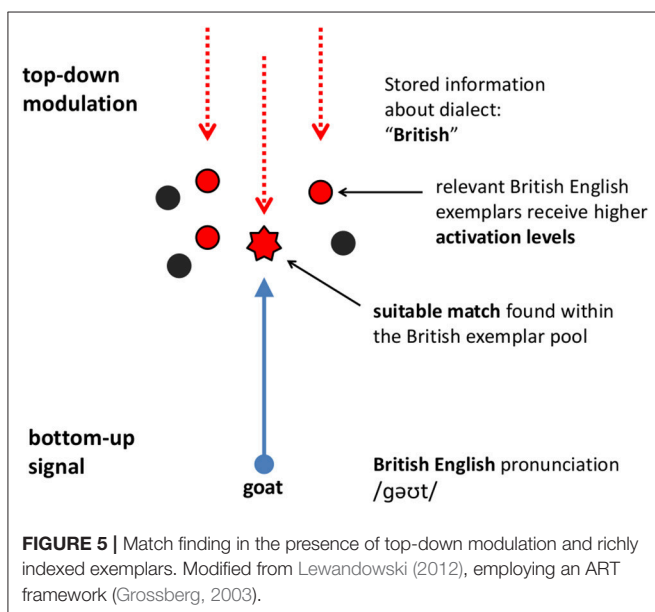 top-down
modulation
Stored information
about dialect:
“British”
relevant British English
exemplars receive higher
activation levels
suitable match found within
the British exemplar pool
bottom-up
signal
goat
British English pronunciation
/ɡəʊt/
FIGURE 5 | Match finding in the presence of top-down modulation and richly
indexed exemplars. Modified from Lewandowski (2012), employing an ART
framework (Grossberg, 2003).